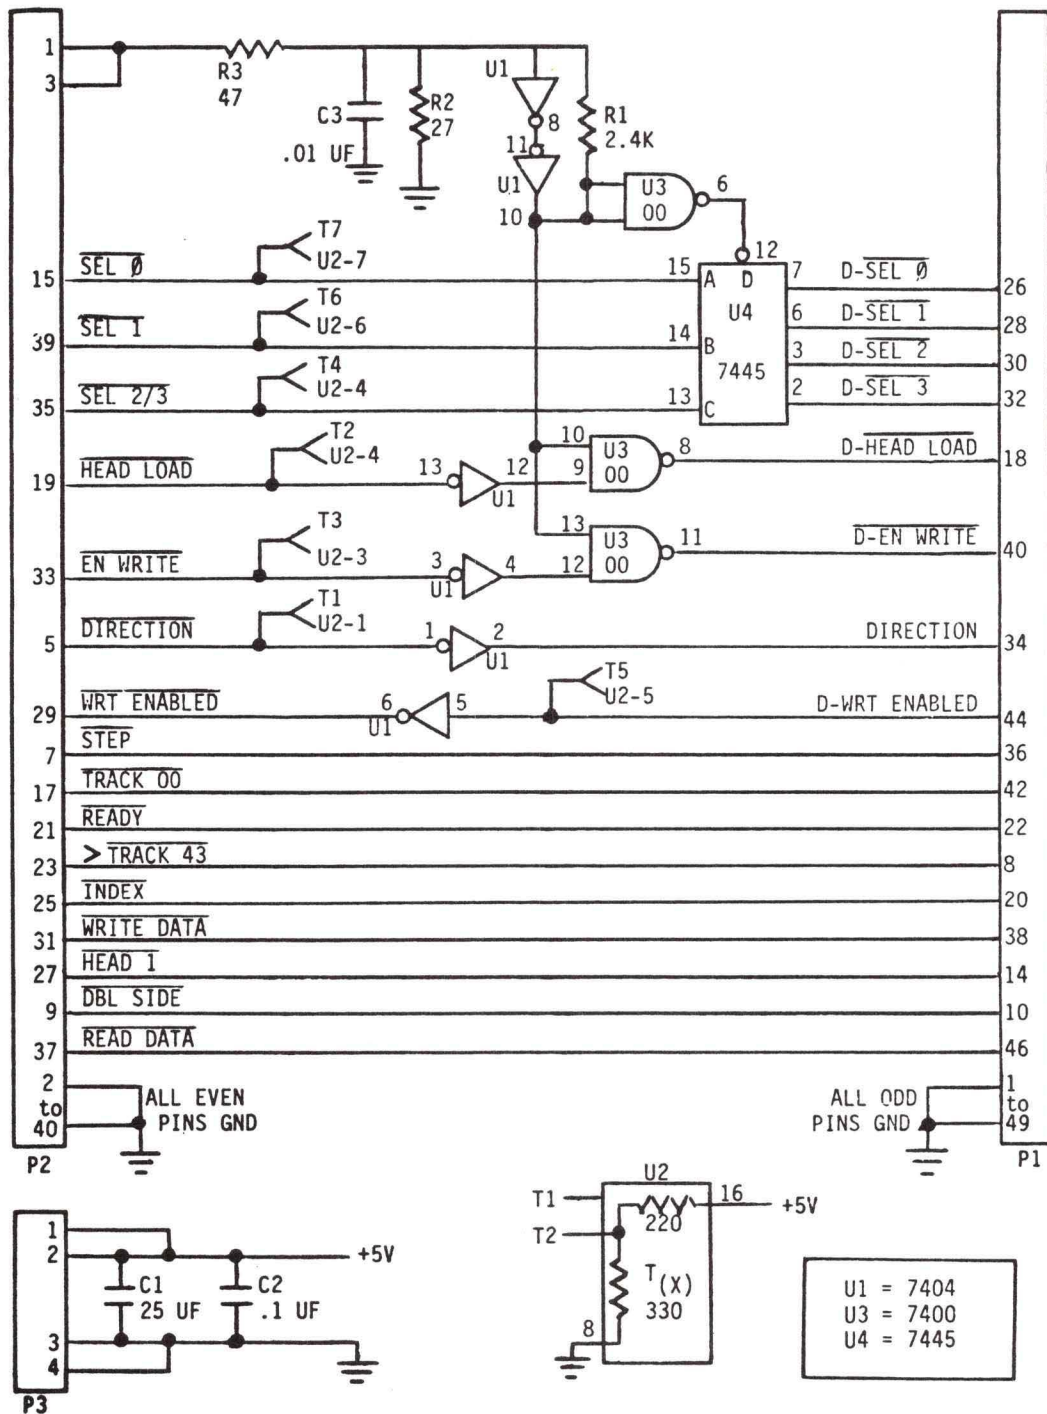 1
3
R3
47
C3
.01 UF
R2
27
U1
8
11
U1
10
R1
2.4K
U3
00
6
12
T7
U2-7
15 SEL 0 15 A D 7 D-SEL 0 26
U4
T6
U2-6
39 SEL 1 14 B 6 D-SEL 1 28
7445
T4
U2-4
3 D-SEL 2 30
35 SEL 2/3 13 C 2 D-SEL 3 32
T2
U2-4
10
U3
00
8 D-HEAD LOAD 18
19 HEAD LOAD 13 12 9
U1
T3
U2-3
13
U3
00
11 D-EN WRITE 40
33 EN WRITE 3 4 12
U1
T1
U2-1
5 DIRECTION 1 2 DIRECTION 34
U1
T5
U2-5
29 WRT ENABLED 6 5 D-WRT ENABLED 44
U1
7 STEP 36
17 TRACK 00 42
21 READY 22
23 >TRACK 43 8
25 INDEX 20
31 WRITE DATA 38
27 HEAD 1 14
9 DBL SIDE 10
37 READ DATA 46
2
to
40
ALL EVEN
PINS GND
ALL ODD
PINS GND
1
to
49
P2
P1
1
2
+5V
C1
25 UF
C2
.1 UF
3
4
P3
U2
T1
T2
16 +5V
220
T(X)
330
8
U1 = 7404
U3 = 7400
U4 = 7445